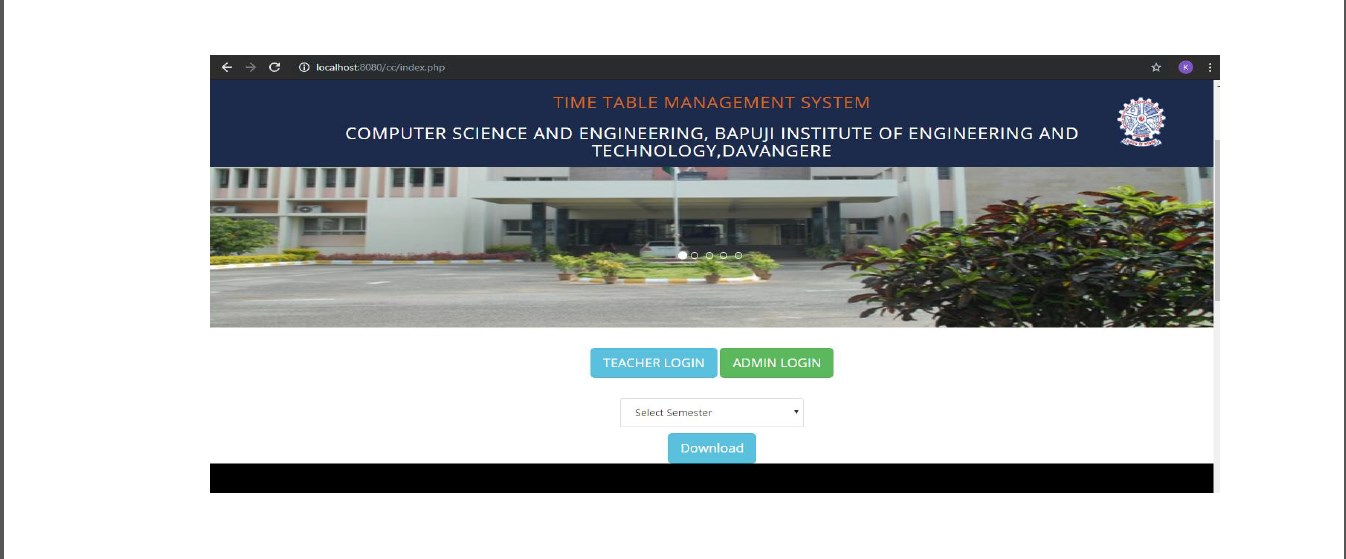 localhost:8080/cc/index.php
K
TIME TABLE MANAGEMENT SYSTEM
COMPUTER SCIENCE AND ENGINEERING, BAPUJI INSTITUTE OF ENGINEERING AND
TECHNOLOGY,DAVANGERE
TEACHER LOGIN ADMIN LOGIN
Select Semester
Download